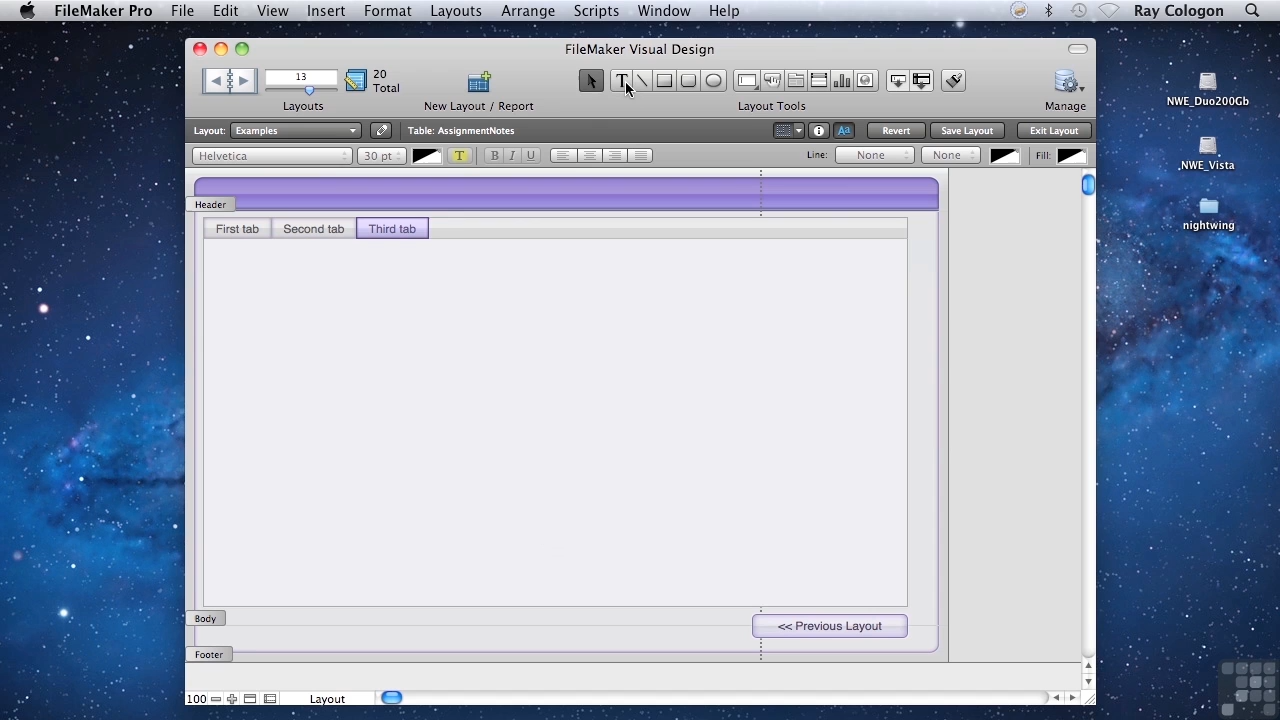 FileMaker Pro File Edit View Insert Format Layouts Arrange Scripts Window Help Ray Cologon
FileMaker Visual Design
13
20
Total
Layouts
New Layout / Report
T
Layout Tools
Manage
Layout: Examples
Table: AssignmentNotes
Aa
Revert
Save Layout
Exit Layout
Helvetica
30 pt
T
B I U
Line: None
None
Fill:
Header
First tab
Second tab
Third tab
Body
<< Previous Layout
Footer
100
Layout
NWE_Duo200Gb
NWE_Vista
nightwing